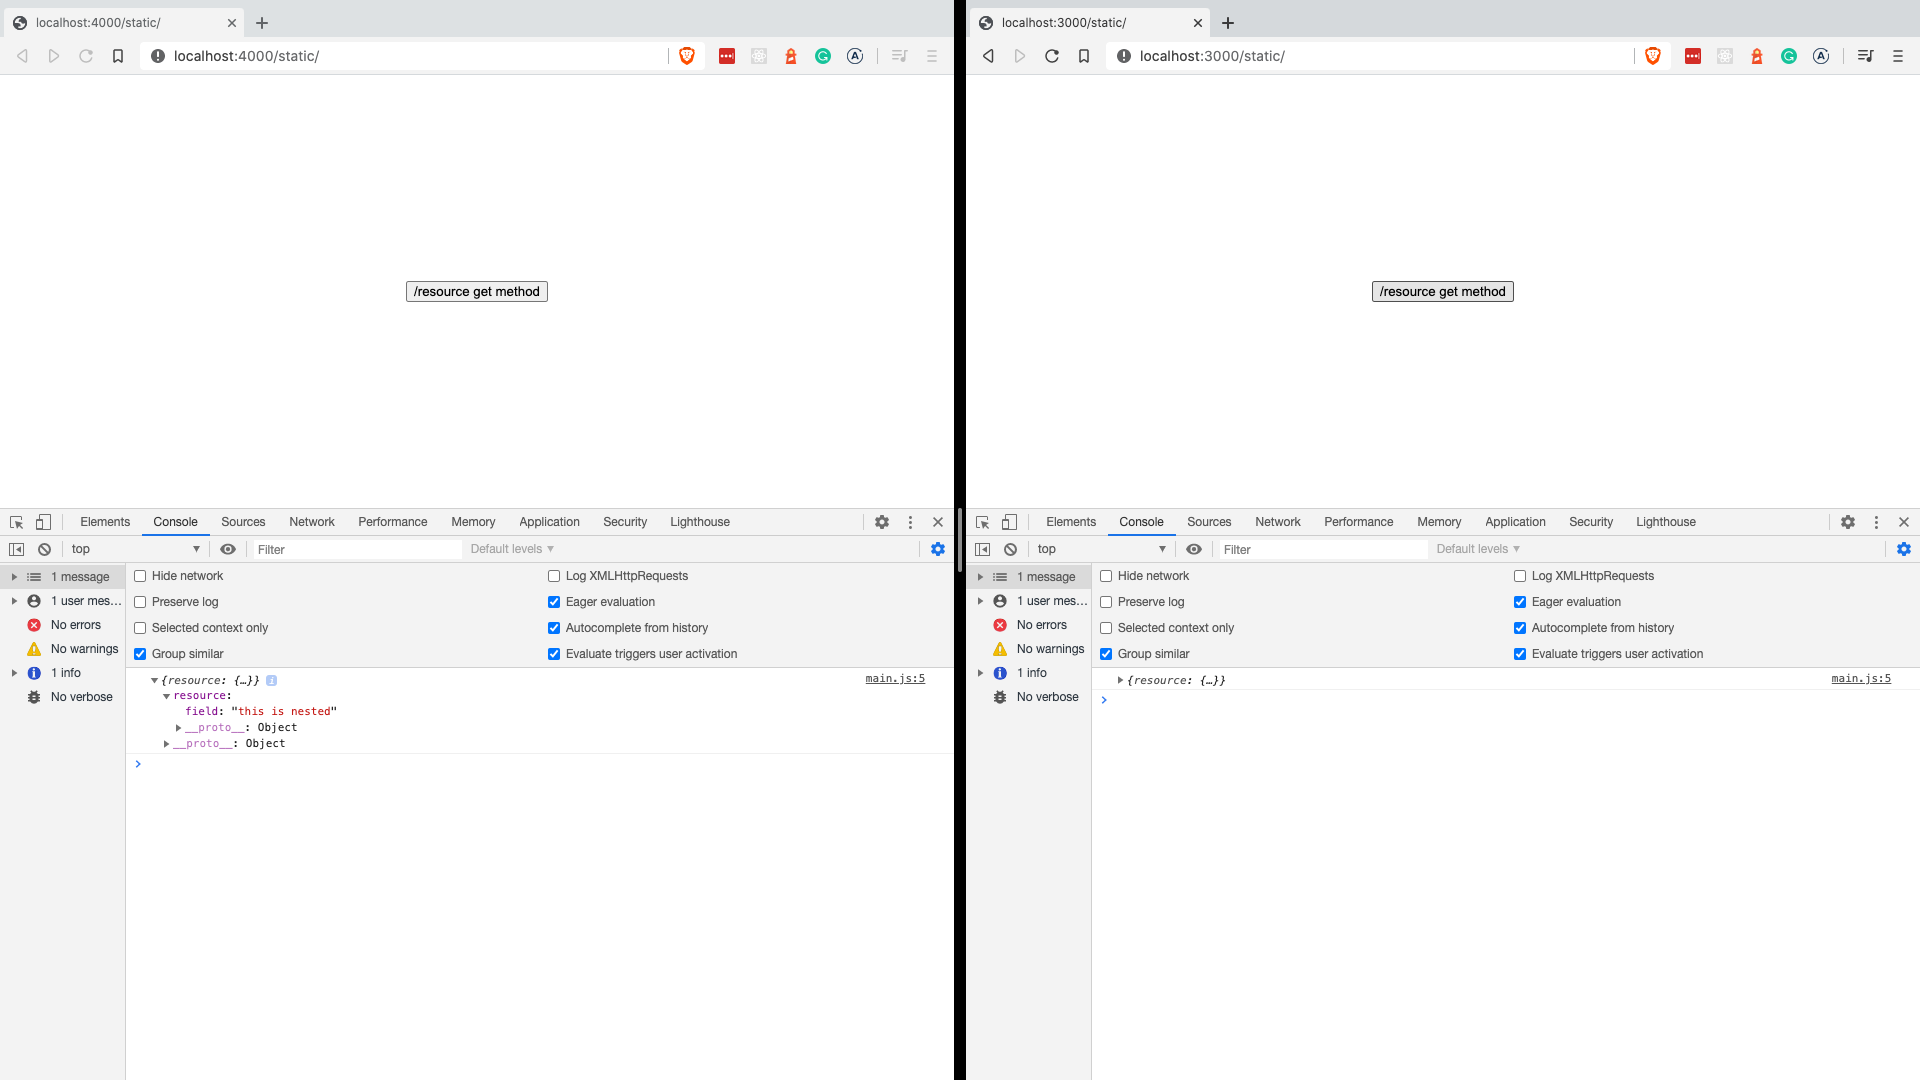 localhost:4000/static/
localhost:4000/static/
/resource get method
Elements Console Sources Network Performance Memory Application Security Lighthouse
top Filter Default levels
1 message
1 user mes...
No errors
No warnings
1 info
No verbose
Hide network Log XMLHttpRequests
Preserve log Eager evaluation
Selected context only Autocomplete from history
Group similar Evaluate triggers user activation
{resource: {…}} i main.js:5
resource:
field: "this is nested"
__proto__: Object
__proto__: Object
>
localhost:3000/static/
localhost:3000/static/
/resource get method
Elements Console Sources Network Performance Memory Application Security Lighthouse
top Filter Default levels
1 message
1 user mes...
No errors
No warnings
1 info
No verbose
Hide network Log XMLHttpRequests
Preserve log Eager evaluation
Selected context only Autocomplete from history
Group similar Evaluate triggers user activation
{resource: {…}} main.js:5
>